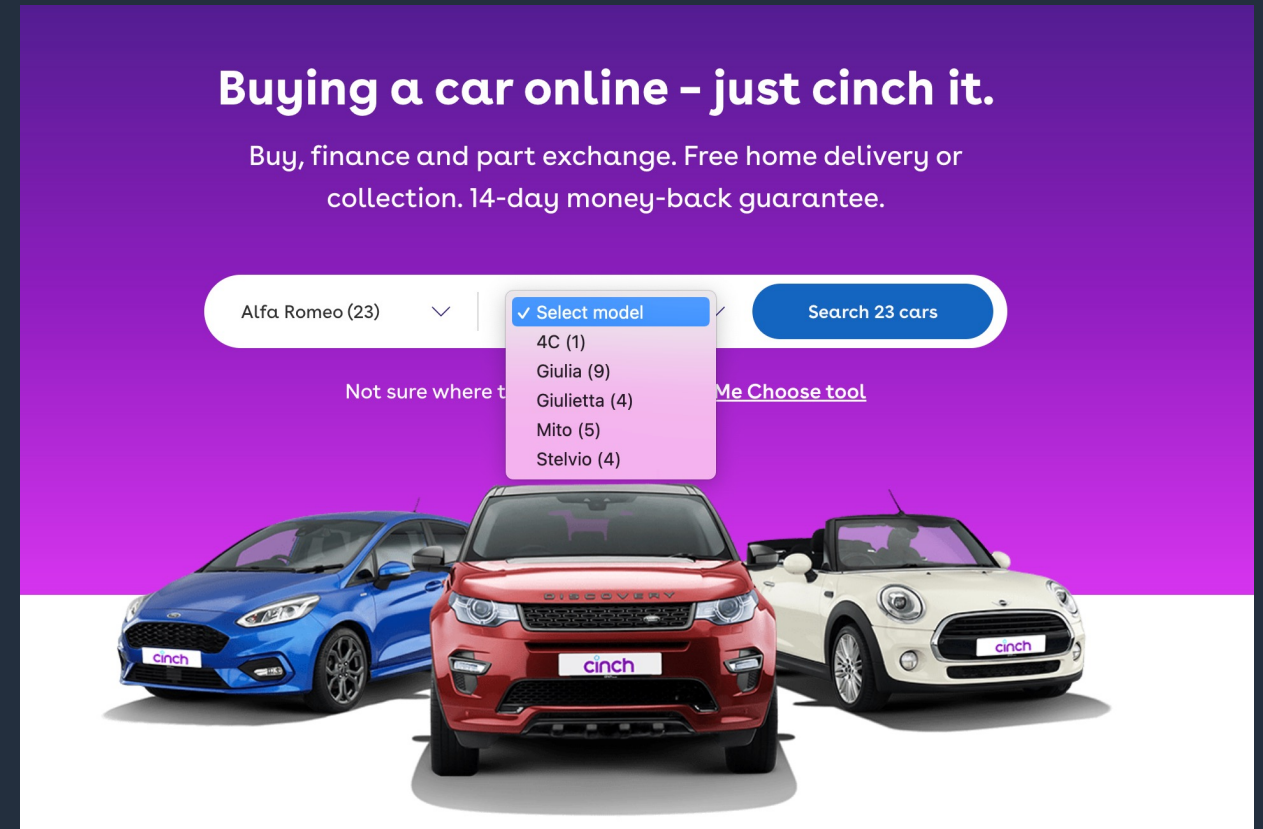 Buying a car online – just cinch it.
Buy, finance and part exchange. Free home delivery or
collection. 14-day money-back guarantee.
Alfa Romeo (23)
✓ Select model
Search 23 cars
4C (1)
Giulia (9)
Giulietta (4)
Mito (5)
Stelvio (4)
Not sure where t
Me Choose tool
DISCOVERY
cinch
cinch
cinch